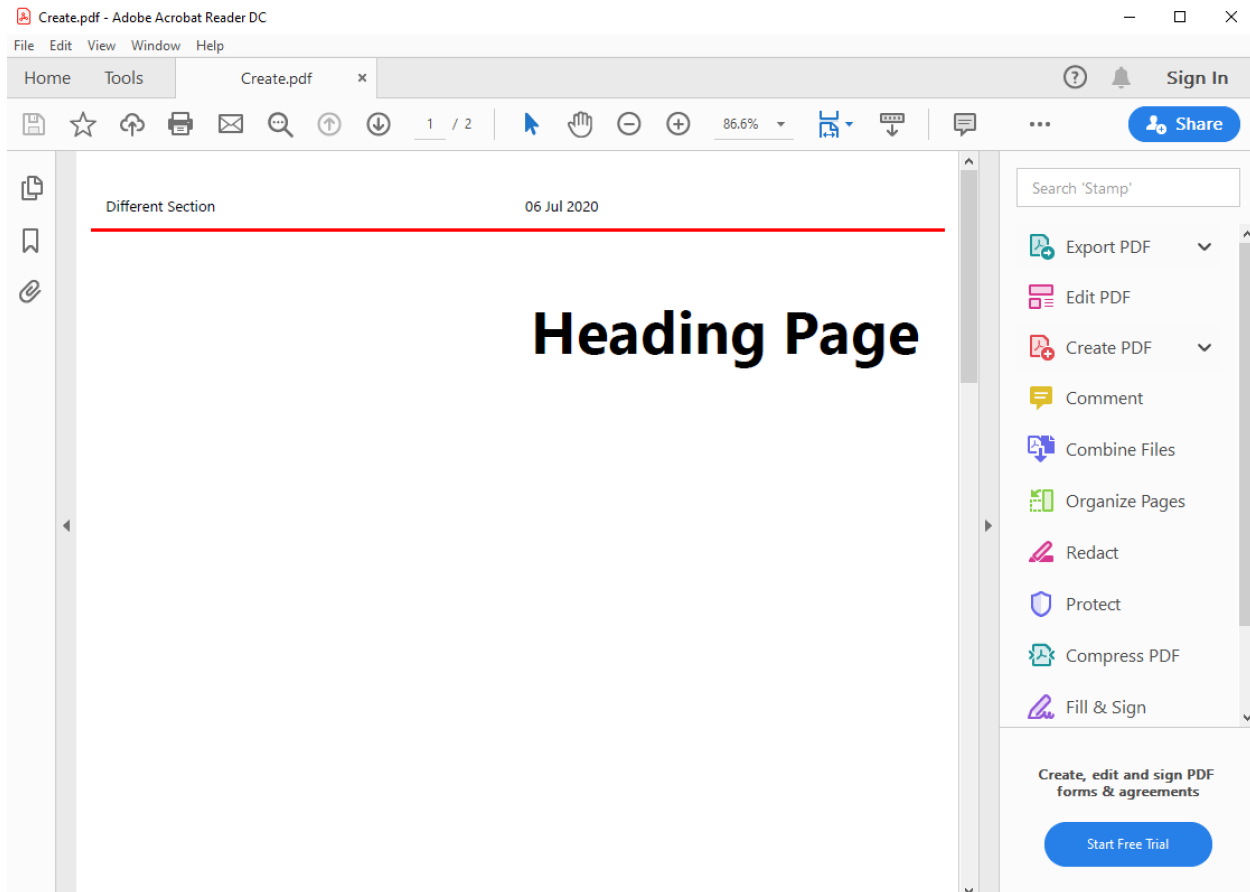 Create.pdf - Adobe Acrobat Reader DC
File Edit View Window Help
Home Tools Create.pdf × ? Sign In
1 / 2 86.6% ... Share
Search 'Stamp'
Different Section 06 Jul 2020
Export PDF
Heading Page
Edit PDF
Create PDF
Comment
Combine Files
Organize Pages
Redact
Protect
Compress PDF
Fill & Sign
Create, edit and sign PDF
forms & agreements
Start Free Trial